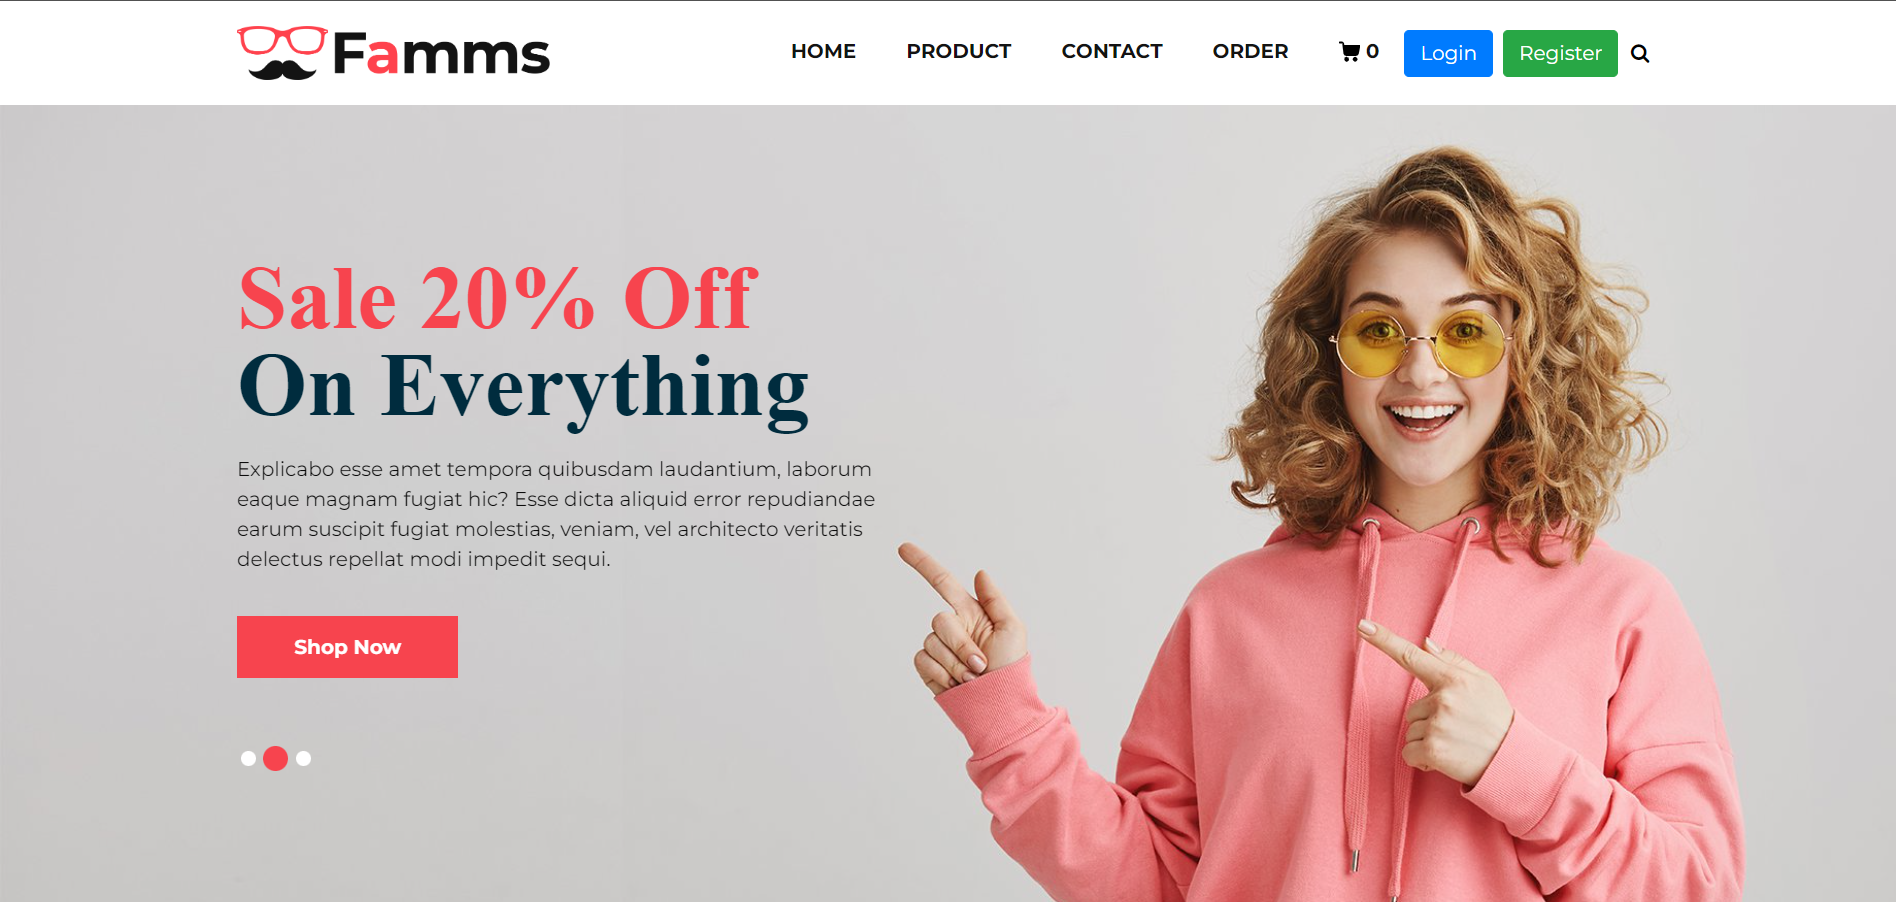 Famms
HOME PRODUCT CONTACT ORDER 0 Login Register
Sale 20% Off
On Everything
Explicabo esse amet tempora quibusdam laudantium, laborum
eaque magnam fugiat hic? Esse dicta aliquid error repudiandae
earum suscipit fugiat molestias, veniam, vel architecto veritatis
delectus repellat modi impedit sequi.
Shop Now